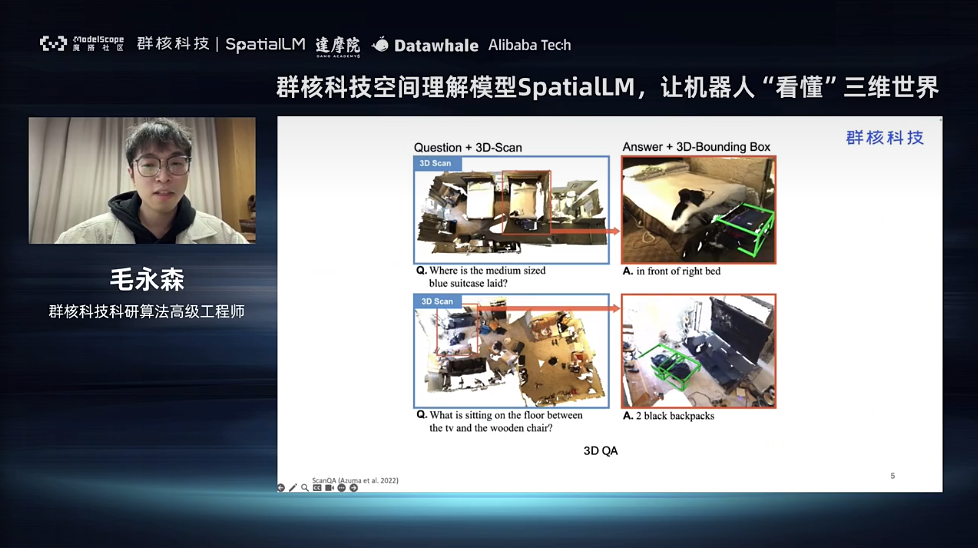 ModelScope
魔搭社区
群核科技 | SpatialLM
達摩院
DAMO ACADEMY
Datawhale
Alibaba Tech
群核科技空间理解模型SpatialLM，让机器人“看懂”三维世界
群核科技
Question + 3D-Scan
Answer + 3D-Bounding Box
3D Scan
Q. Where is the medium sized
blue suitcase laid?
A. in front of right bed
3D Scan
Q. What is sitting on the floor between
the tv and the wooden chair?
A. 2 black backpacks
3D QA
ScanQA (Azuma et al. 2022)
5
毛永森
群核科技科研算法高级工程师